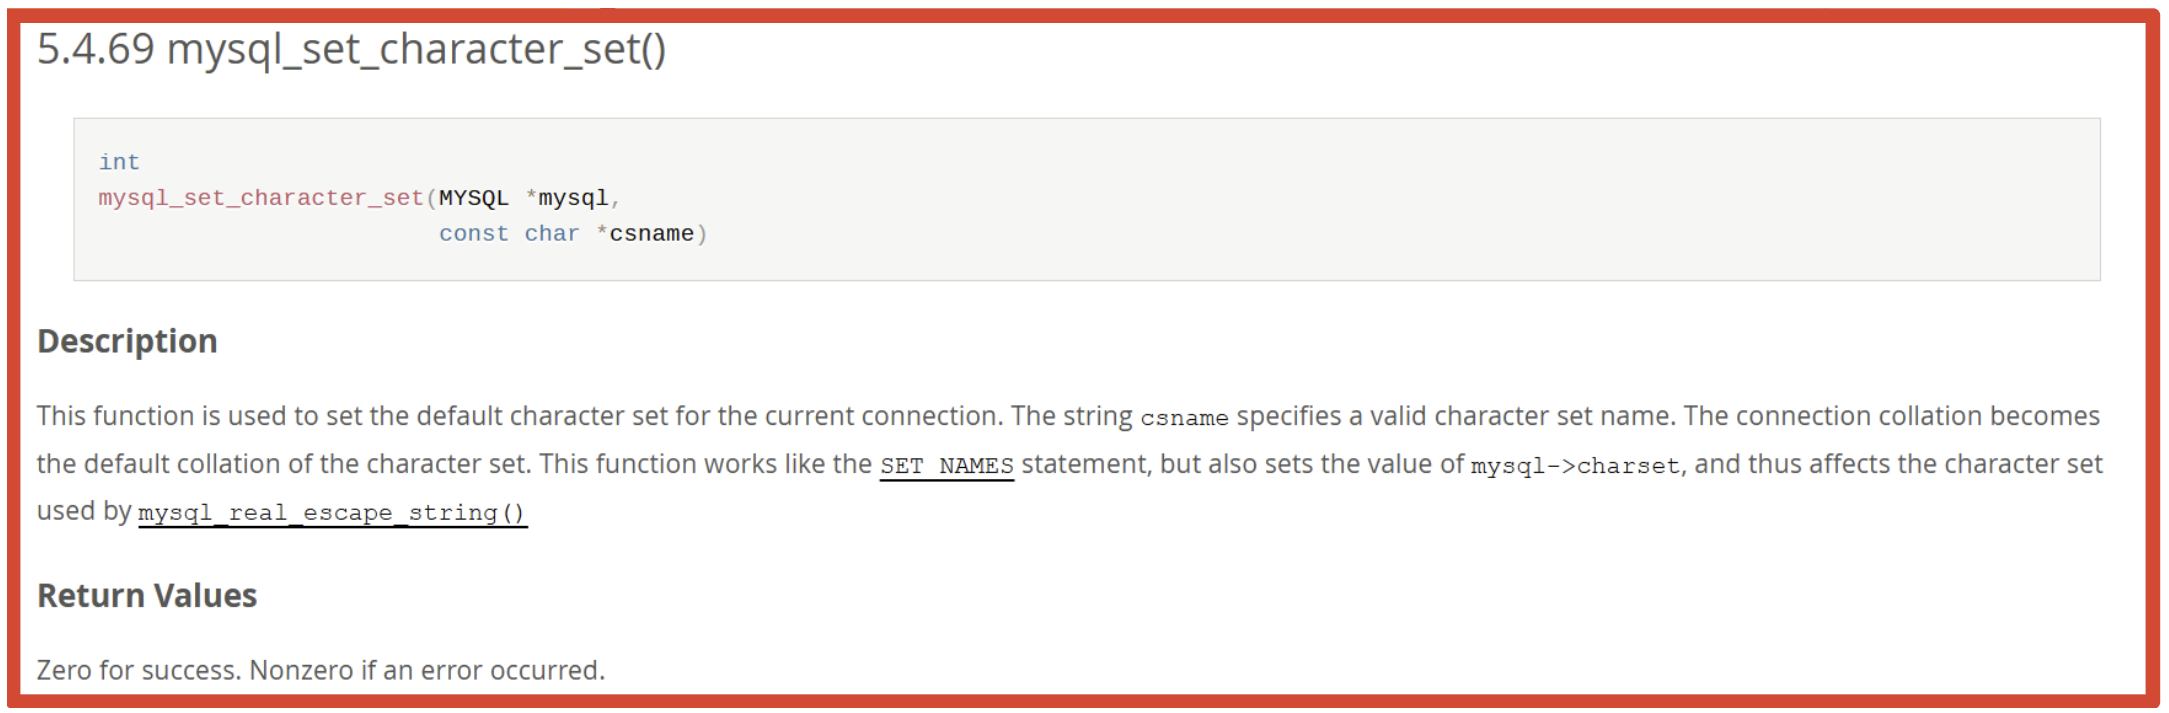 5.4.69 mysql_set_character_set()
int
mysql_set_character_set(MYSQL *mysql,
                        const char *csname)
Description
This function is used to set the default character set for the current connection. The string csname specifies a valid character set name. The connection collation becomes
the default collation of the character set. This function works like the SET NAMES statement, but also sets the value of mysql->charset, and thus affects the character set
used by mysql_real_escape_string()
Return Values
Zero for success. Nonzero if an error occurred.